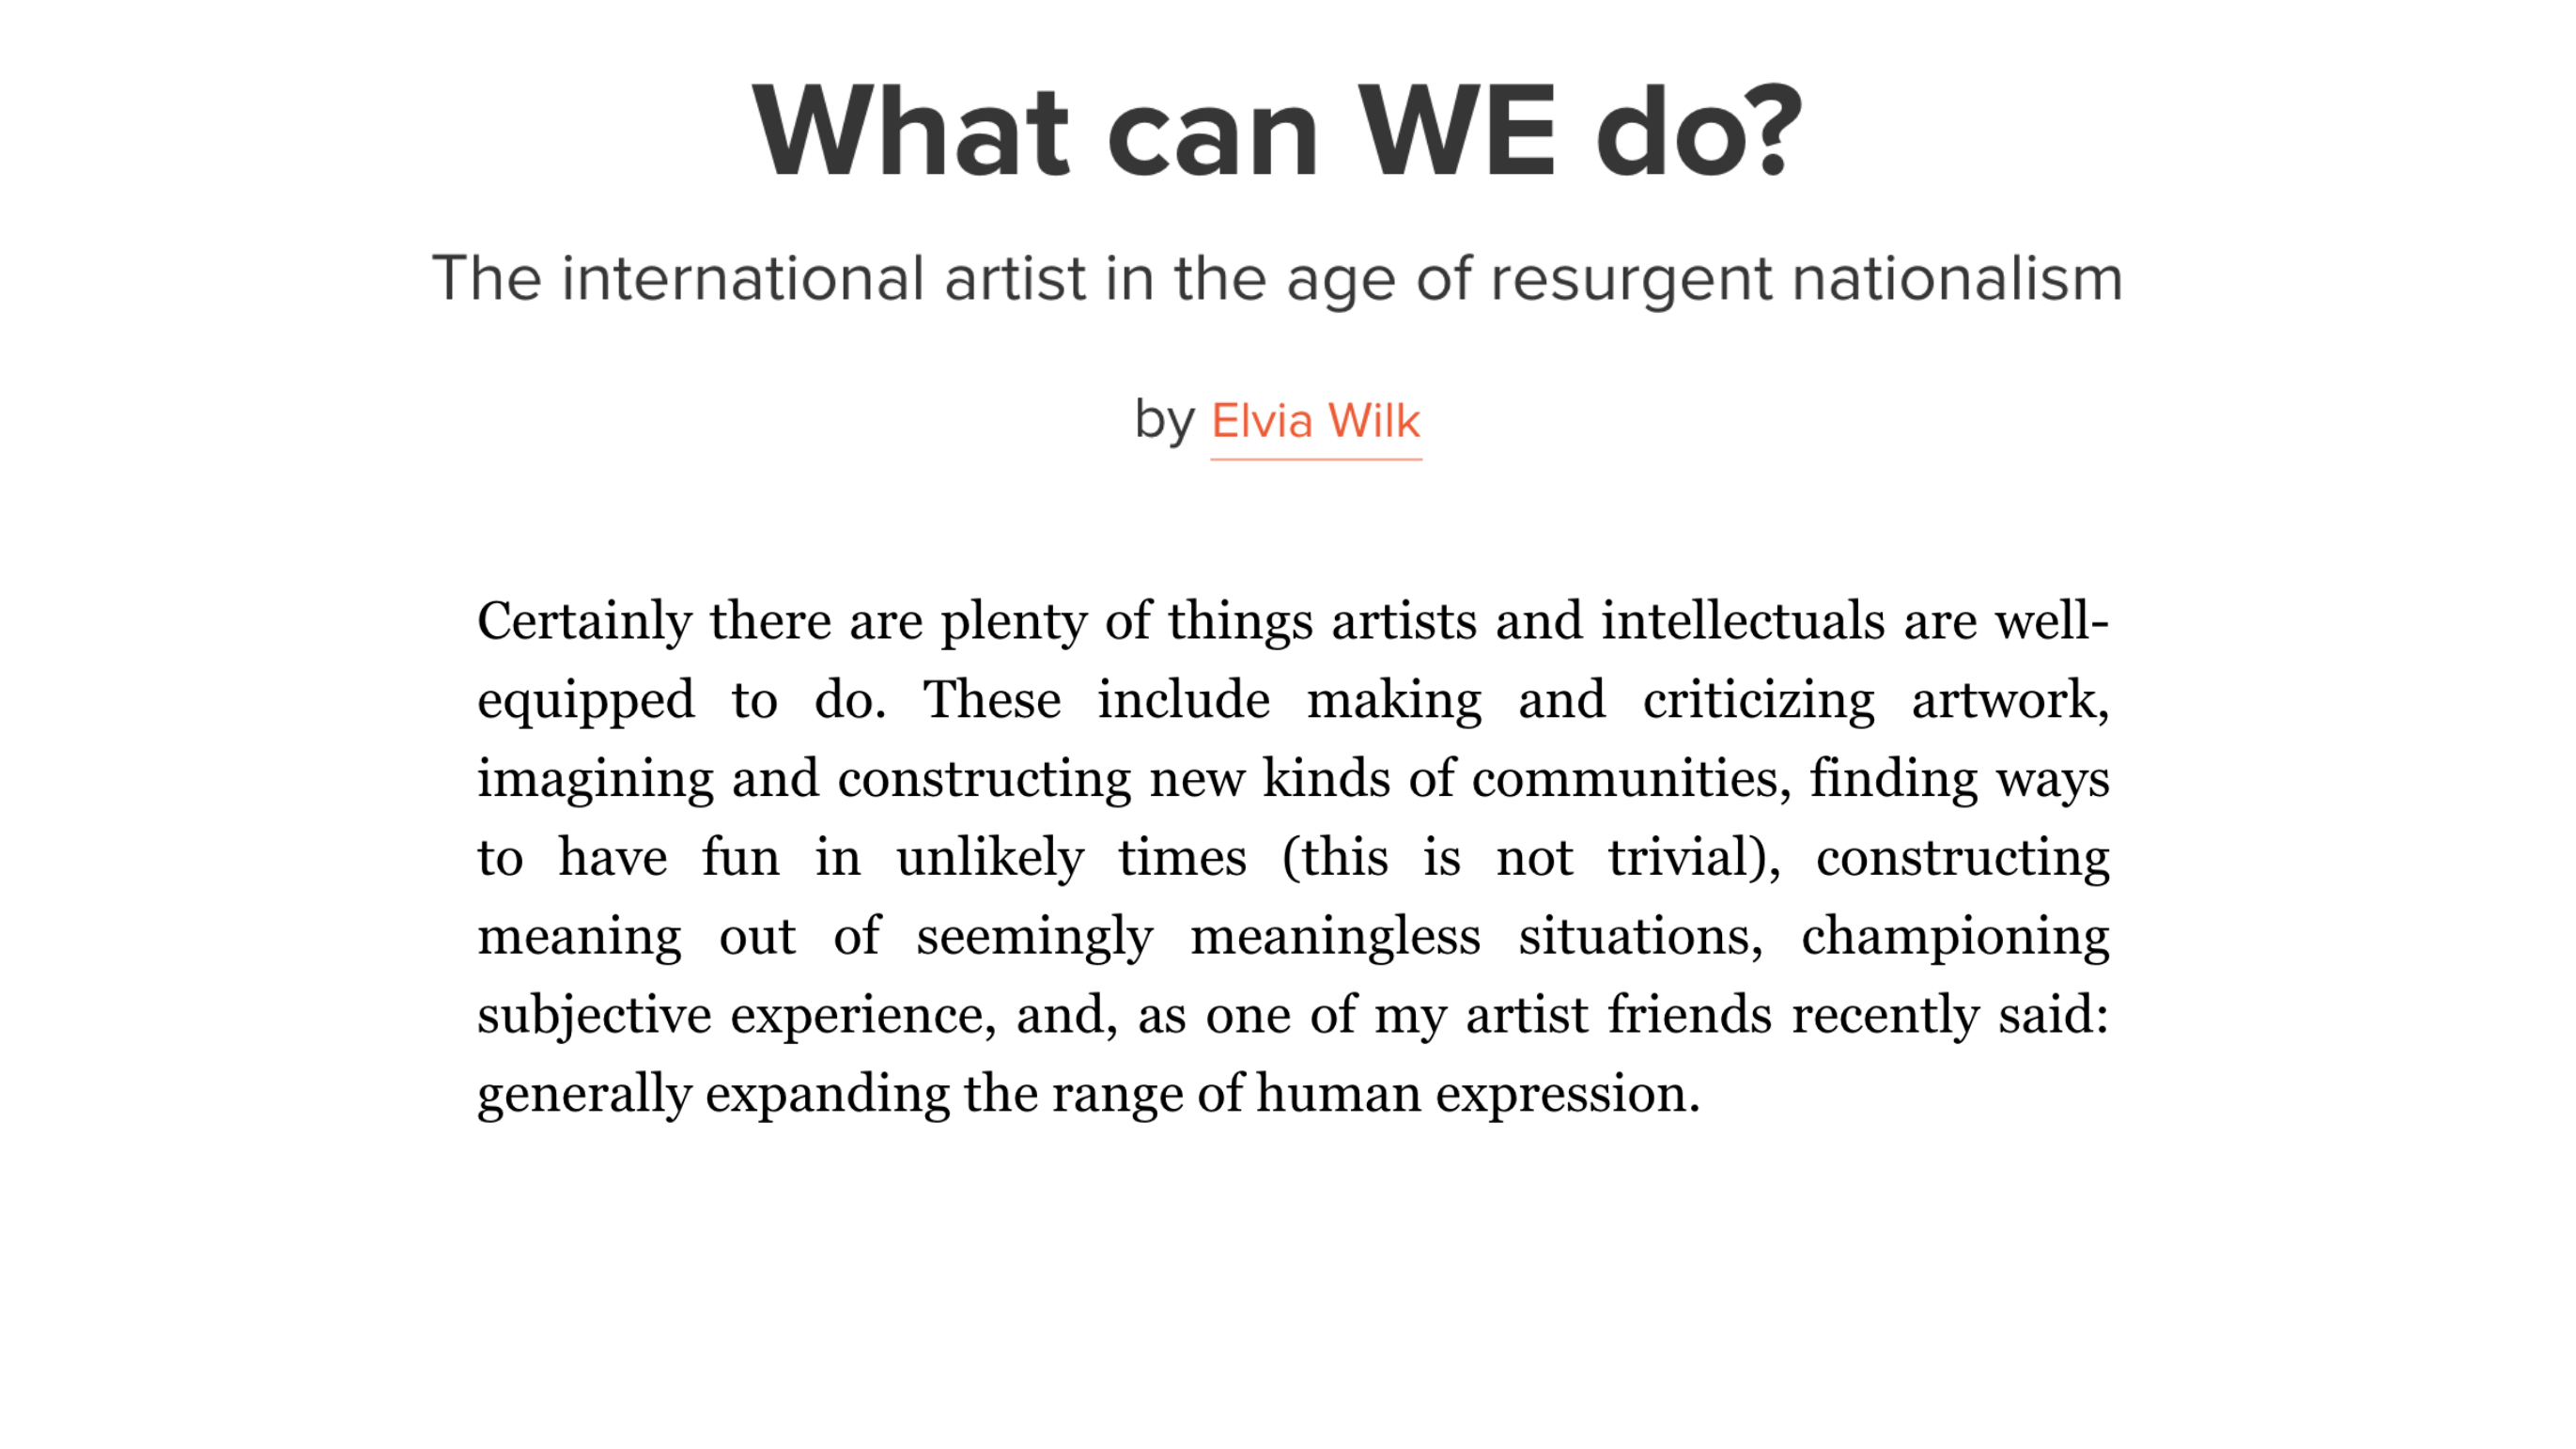 What can WE do?
The international artist in the age of resurgent nationalism
by Elvia Wilk
Certainly there are plenty of things artists and intellectuals are well-
equipped to do. These include making and criticizing artwork,
imagining and constructing new kinds of communities, finding ways
to have fun in unlikely times (this is not trivial), constructing
meaning out of seemingly meaningless situations, championing
subjective experience, and, as one of my artist friends recently said:
generally expanding the range of human expression.